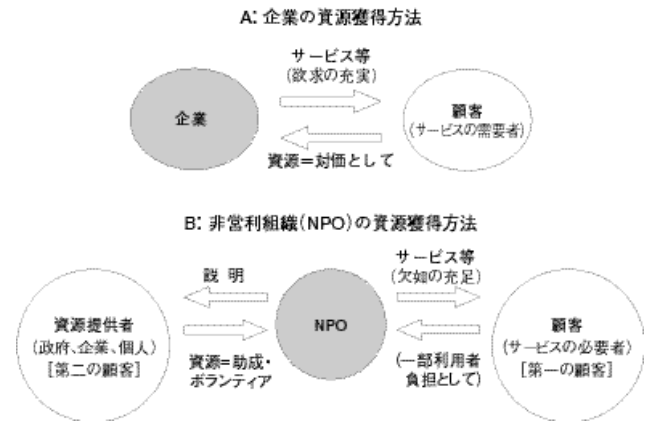 A: 企業の資源獲得方法
サービス等
(欲求の充実)
企業
顧客
(サービスの需要者)
資源=対価として
B: 非営利組織(NPO)の資源獲得方法
説 明
サービス等
(欠如の充足)
資源提供者
(政府、企業、個人)
[第二の顧客]
NPO
顧客
(サービスの必要者)
[第一の顧客]
資源=助成・
ボランティア
(一部利用者
負担として)